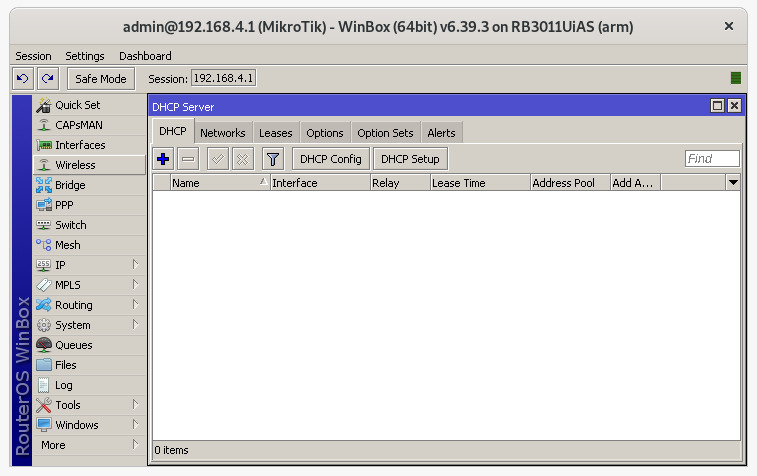 admin@192.168.4.1 (MikroTik) - WinBox (64bit) v6.39.3 on RB3011UiAS (arm)
Session Settings Dashboard
Safe Mode Session: 192.168.4.1
RouterOS WinBox
Quick Set
CAPsMAN
Interfaces
Wireless
Bridge
PPP
Switch
Mesh
255
IP
MPLS
Routing
System
Queues
Files
Log
Tools
Windows
More
DHCP Server
DHCP Networks Leases Options Option Sets Alerts
DHCP Config DHCP Setup Find
Name Interface Relay Lease Time Address Pool Add A...
0 items